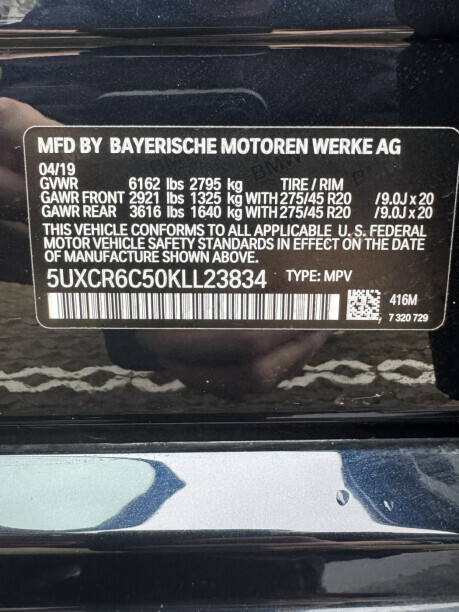 MFD BY BAYERISCHE MOTOREN WERKE AG
04/19
GVWR 6162 lbs 2795 kg TIRE / RIM
GAWR FRONT 2921 lbs 1325 kg WITH 275/45 R20 /9.0J x 20
GAWR REAR 3616 lbs 1640 kg WITH 275/45 R20 /9.0J x 20
THIS VEHICLE CONFORMS TO ALL APPLICABLE U.S. FEDERAL
MOTOR VEHICLE SAFETY STANDARDS IN EFFECT ON THE DATE
OF MANUFACTURE SHOWN ABOVE.
5UXCR6C50KLL23834 TYPE: MPV
416M
7 320 729